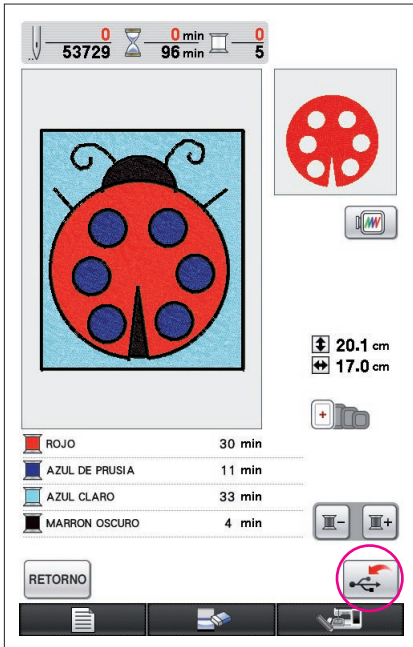 0 0 min 0
53729 96 min 5
20.1 cm
17.0 cm
ROJO 30 min
AZUL DE PRUSIA 11 min
AZUL CLARO 33 min
MARRON OSCURO 4 min
RETORNO